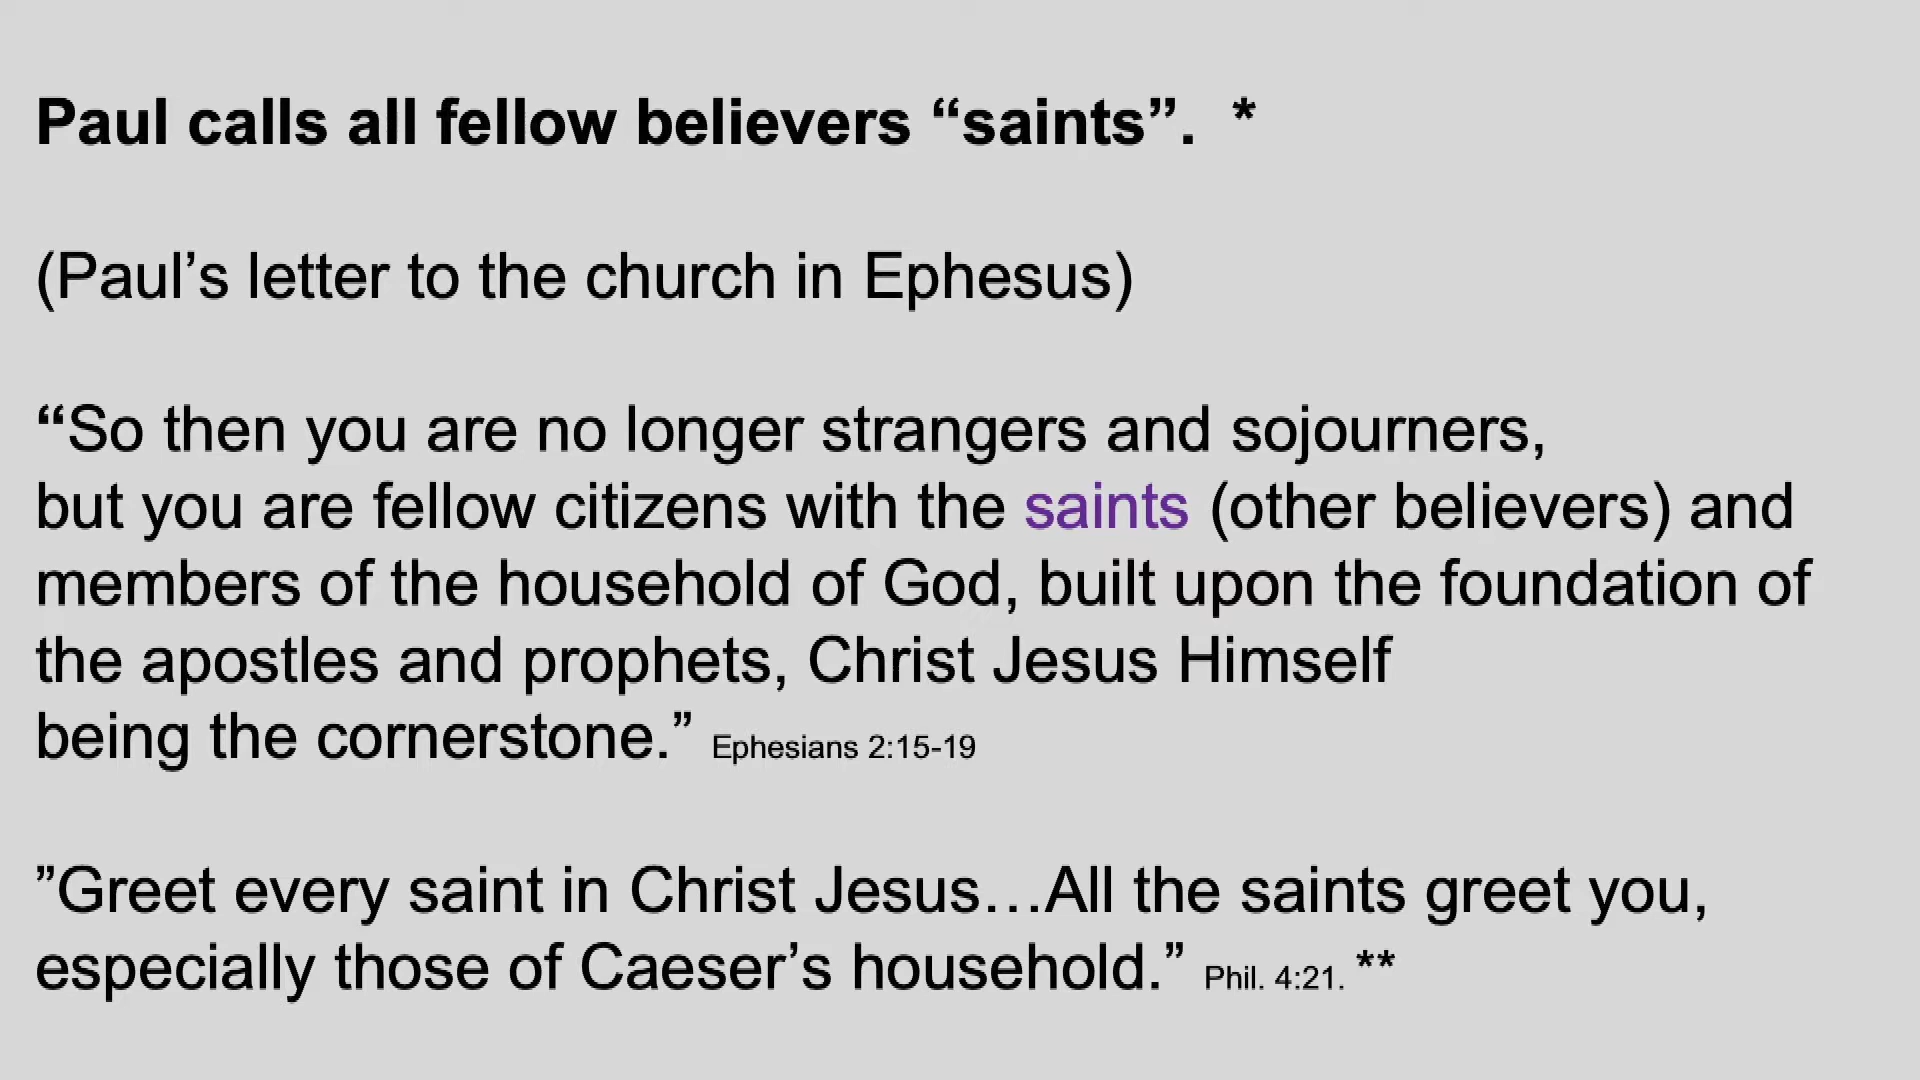 Paul calls all fellow believers “saints”. *
(Paul’s letter to the church in Ephesus)
“So then you are no longer strangers and sojourners,
but you are fellow citizens with the saints (other believers) and
members of the household of God, built upon the foundation of
the apostles and prophets, Christ Jesus Himself
being the cornerstone.” Ephesians 2:15-19
”Greet every saint in Christ Jesus…All the saints greet you,
especially those of Caeser’s household.” Phil. 4:21. **